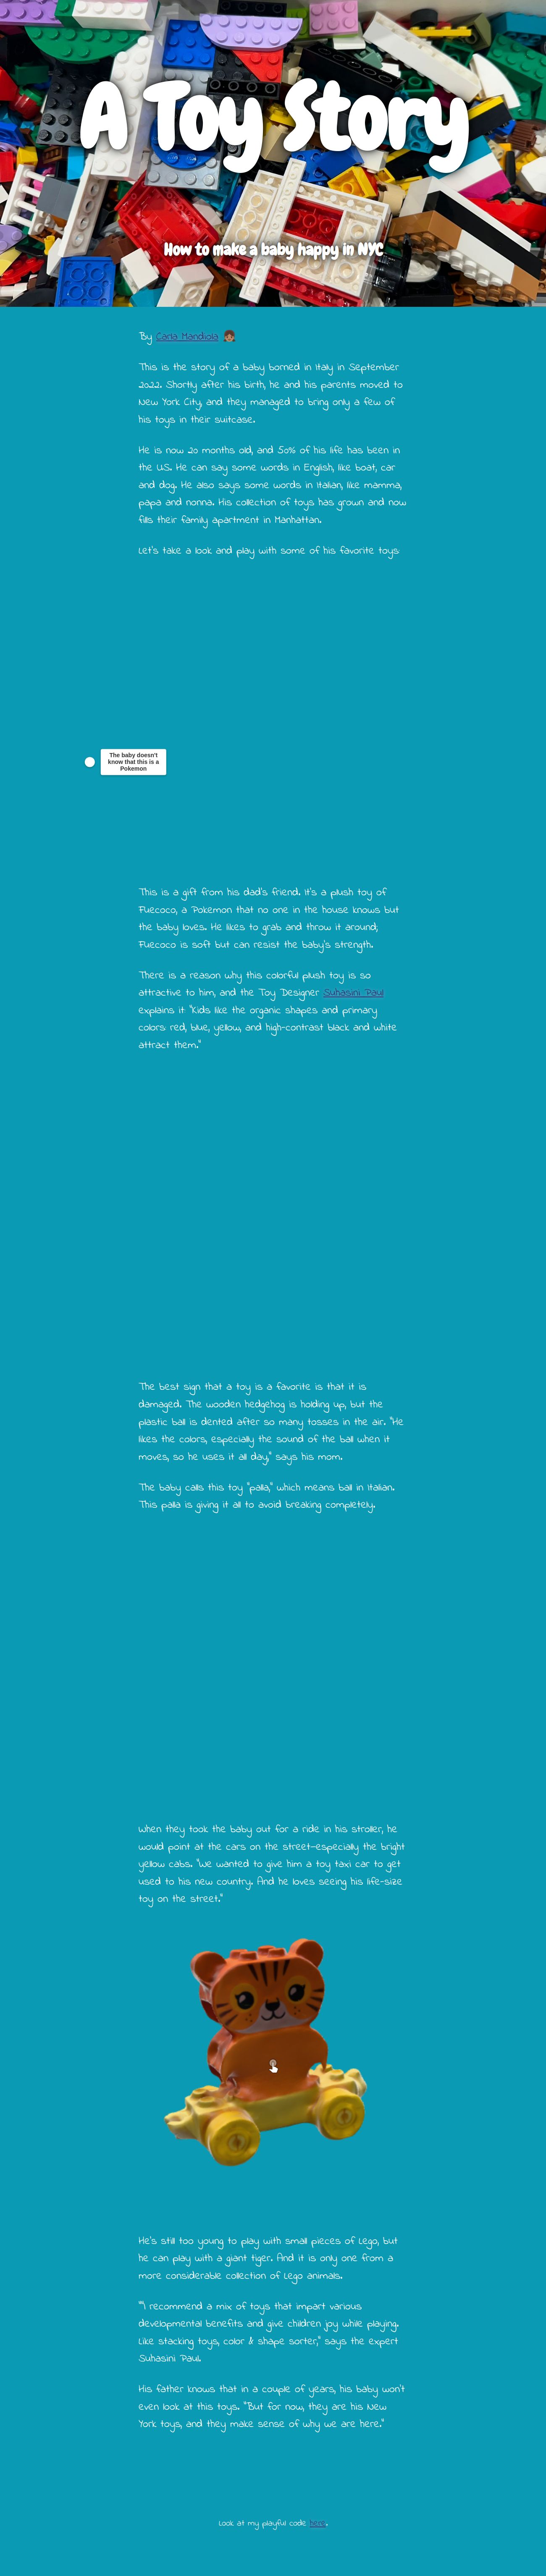 A Toy Story
How to make a baby happy in NYC
By Carla Mandiola
This is the story of a baby borned in Italy in September
2022. Shortly after his birth, he and his parents moved to
New York City, and they managed to bring only a few of
his toys in their suitcase.
He is now 20 months old, and 50% of his life has been in
the US. He can say some words in English, like boat, car
and dog. He also says some words in Italian, like mamma,
papa and nonna. His collection of toys has grown and now
fills their family apartment in Manhattan.
Let's take a look and play with some of his favorite toys:
The baby doesn't
know that this is a
Pokemon
This is a gift from his dad's friend. It's a plush toy of
Fuecoco, a Pokemon that no one in the house knows but
the baby loves. He likes to grab and throw it around;
Fuecoco is soft but can resist the baby's strength.
There is a reason why this colorful plush toy is so
attractive to him, and the Toy Designer Suhasini Paul
explains it: "Kids like the organic shapes and primary
colors: red, blue, yellow, and high-contrast black and white
attract them."
The best sign that a toy is a favorite is that it is
damaged. The wooden hedgehog is holding up, but the
plastic ball is dented after so many tosses in the air. "He
likes the colors, especially the sound of the ball when it
moves, so he uses it all day," says his mom.
The baby calls this toy "palla," which means ball in Italian.
This palla is giving it all to avoid breaking completely.
When they took the baby out for a ride in his stroller, he
would point at the cars on the street—especially the bright
yellow cabs. "We wanted to give him a toy taxi car to get
used to his new country. And he loves seeing his life-size
toy on the street."
He's still too young to play with small pieces of Lego, but
he can play with a giant tiger. And it is only one from a
more considerable collection of Lego animals.
""I recommend a mix of toys that impart various
developmental benefits and give children joy while playing.
Like stacking toys, color & shape sorter," says the expert
Suhasini Paul.
His father knows that in a couple of years, his baby won't
even look at this toys. "But for now, they are his New
York toys, and they make sense of why we are here."
Look at my playful code here.